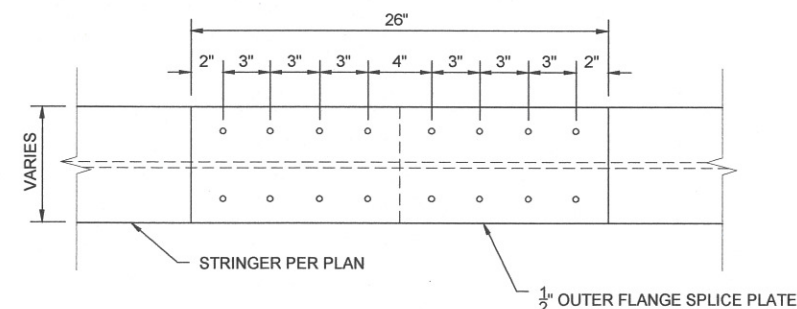 26"
2" 3" 3" 3" 4" 3" 3" 3" 2"
VARIES
STRINGER PER PLAN
1/2" OUTER FLANGE SPLICE PLATE